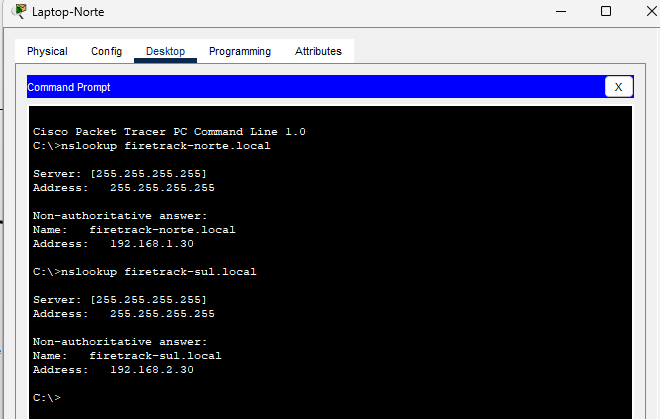 Laptop-Norte
Physical Config Desktop Programming Attributes
Command Prompt X
Cisco Packet Tracer PC Command Line 1.0
C:\>nslookup firetrack-norte.local
Server: [255.255.255.255]
Address:   255.255.255.255
Non-authoritative answer:
Name:   firetrack-norte.local
Address:   192.168.1.30
C:\>nslookup firetrack-sul.local
Server: [255.255.255.255]
Address:   255.255.255.255
Non-authoritative answer:
Name:   firetrack-sul.local
Address:   192.168.2.30
C:\>